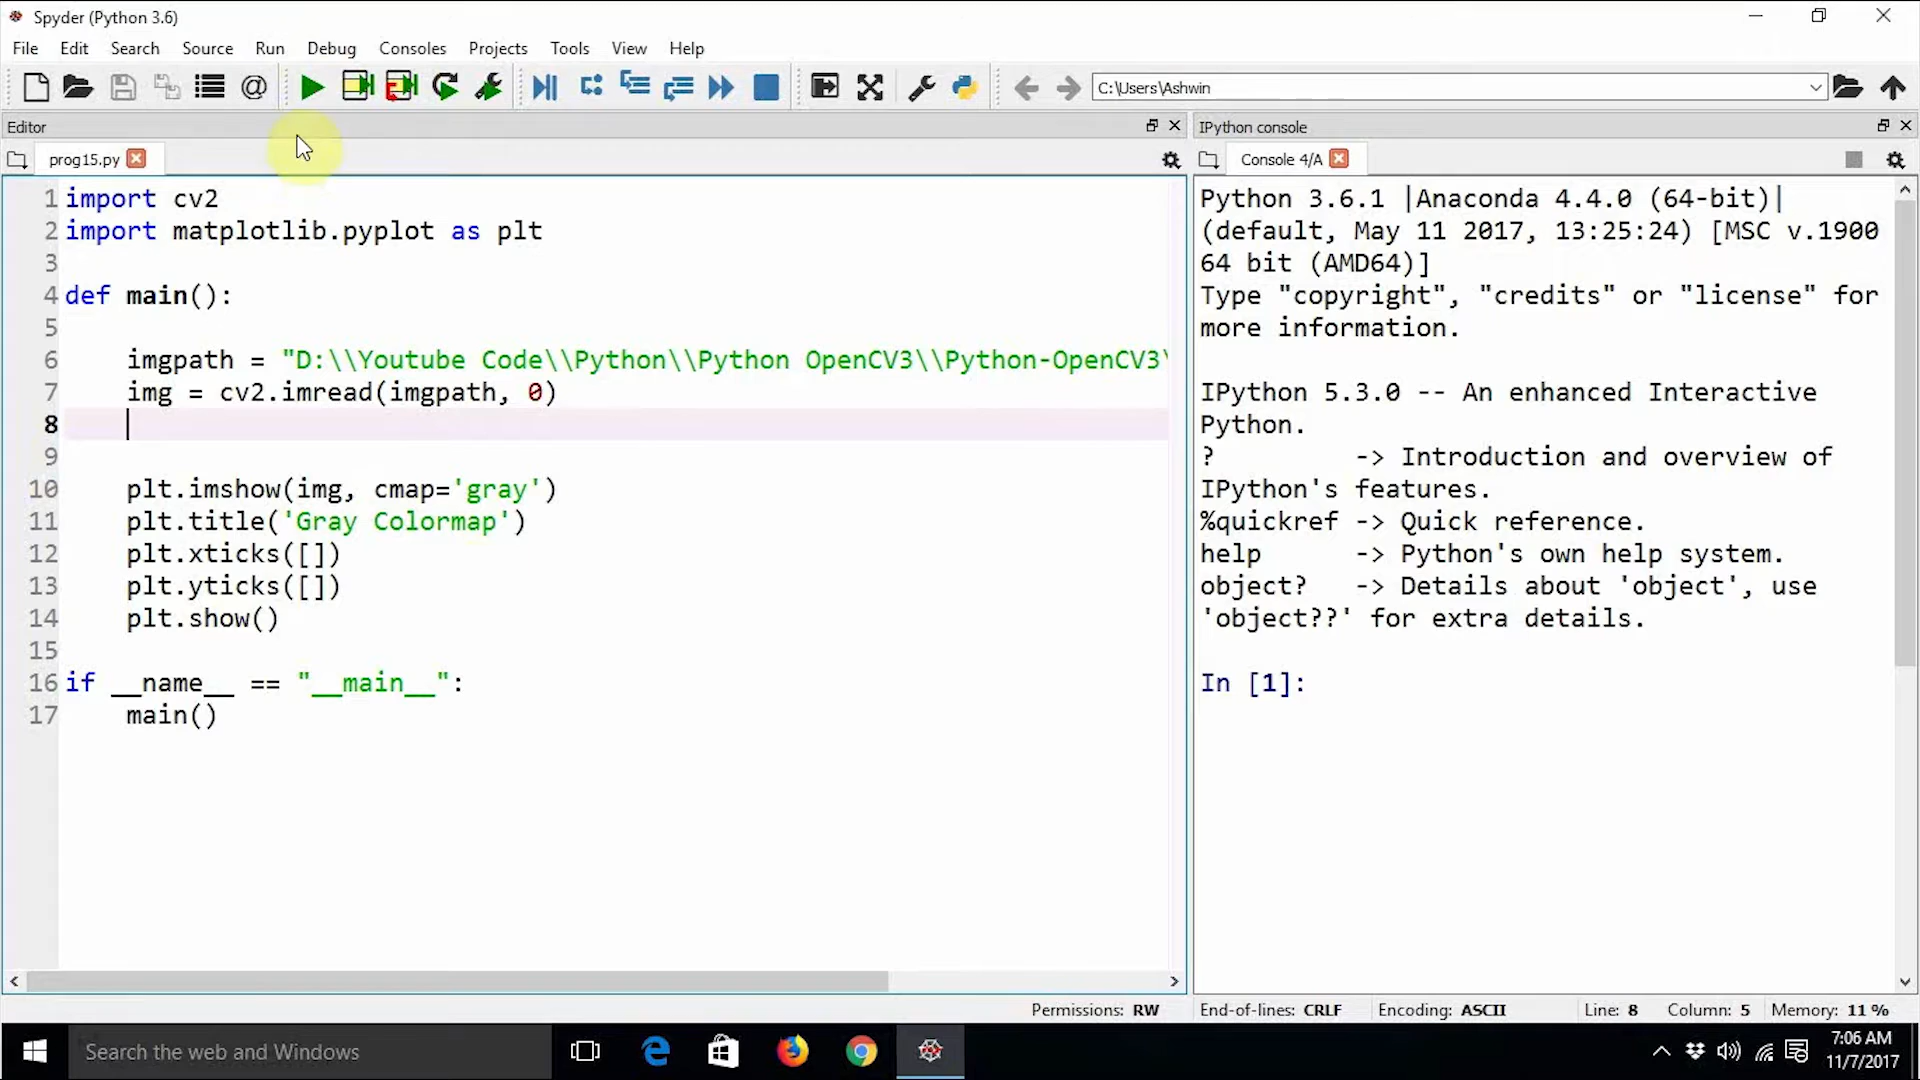 Spyder (Python 3.6)
File Edit Search Source Run Debug Consoles Projects Tools View Help
C:\Users\Ashwin
Editor
prog15.py
1 import cv2
2 import matplotlib.pyplot as plt
3
4 def main():
5
6     imgpath = "D:\\Youtube Code\\Python\\Python OpenCV3\\Python-OpenCV3\
7     img = cv2.imread(imgpath, 0)
8
9
10     plt.imshow(img, cmap='gray')
11     plt.title('Gray Colormap')
12     plt.xticks([])
13     plt.yticks([])
14     plt.show()
15
16 if __name__ == "__main__":
17     main()
IPython console
Console 4/A
Python 3.6.1 |Anaconda 4.4.0 (64-bit)|
(default, May 11 2017, 13:25:24) [MSC v.1900
64 bit (AMD64)]
Type "copyright", "credits" or "license" for
more information.
IPython 5.3.0 -- An enhanced Interactive
Python.
?         -> Introduction and overview of
IPython's features.
%quickref -> Quick reference.
help      -> Python's own help system.
object?   -> Details about 'object', use
'object??' for extra details.
In [1]:
Permissions: RW End-of-lines: CRLF Encoding: ASCII Line: 8 Column: 5 Memory: 11 %
Search the web and Windows
7:06 AM
11/7/2017